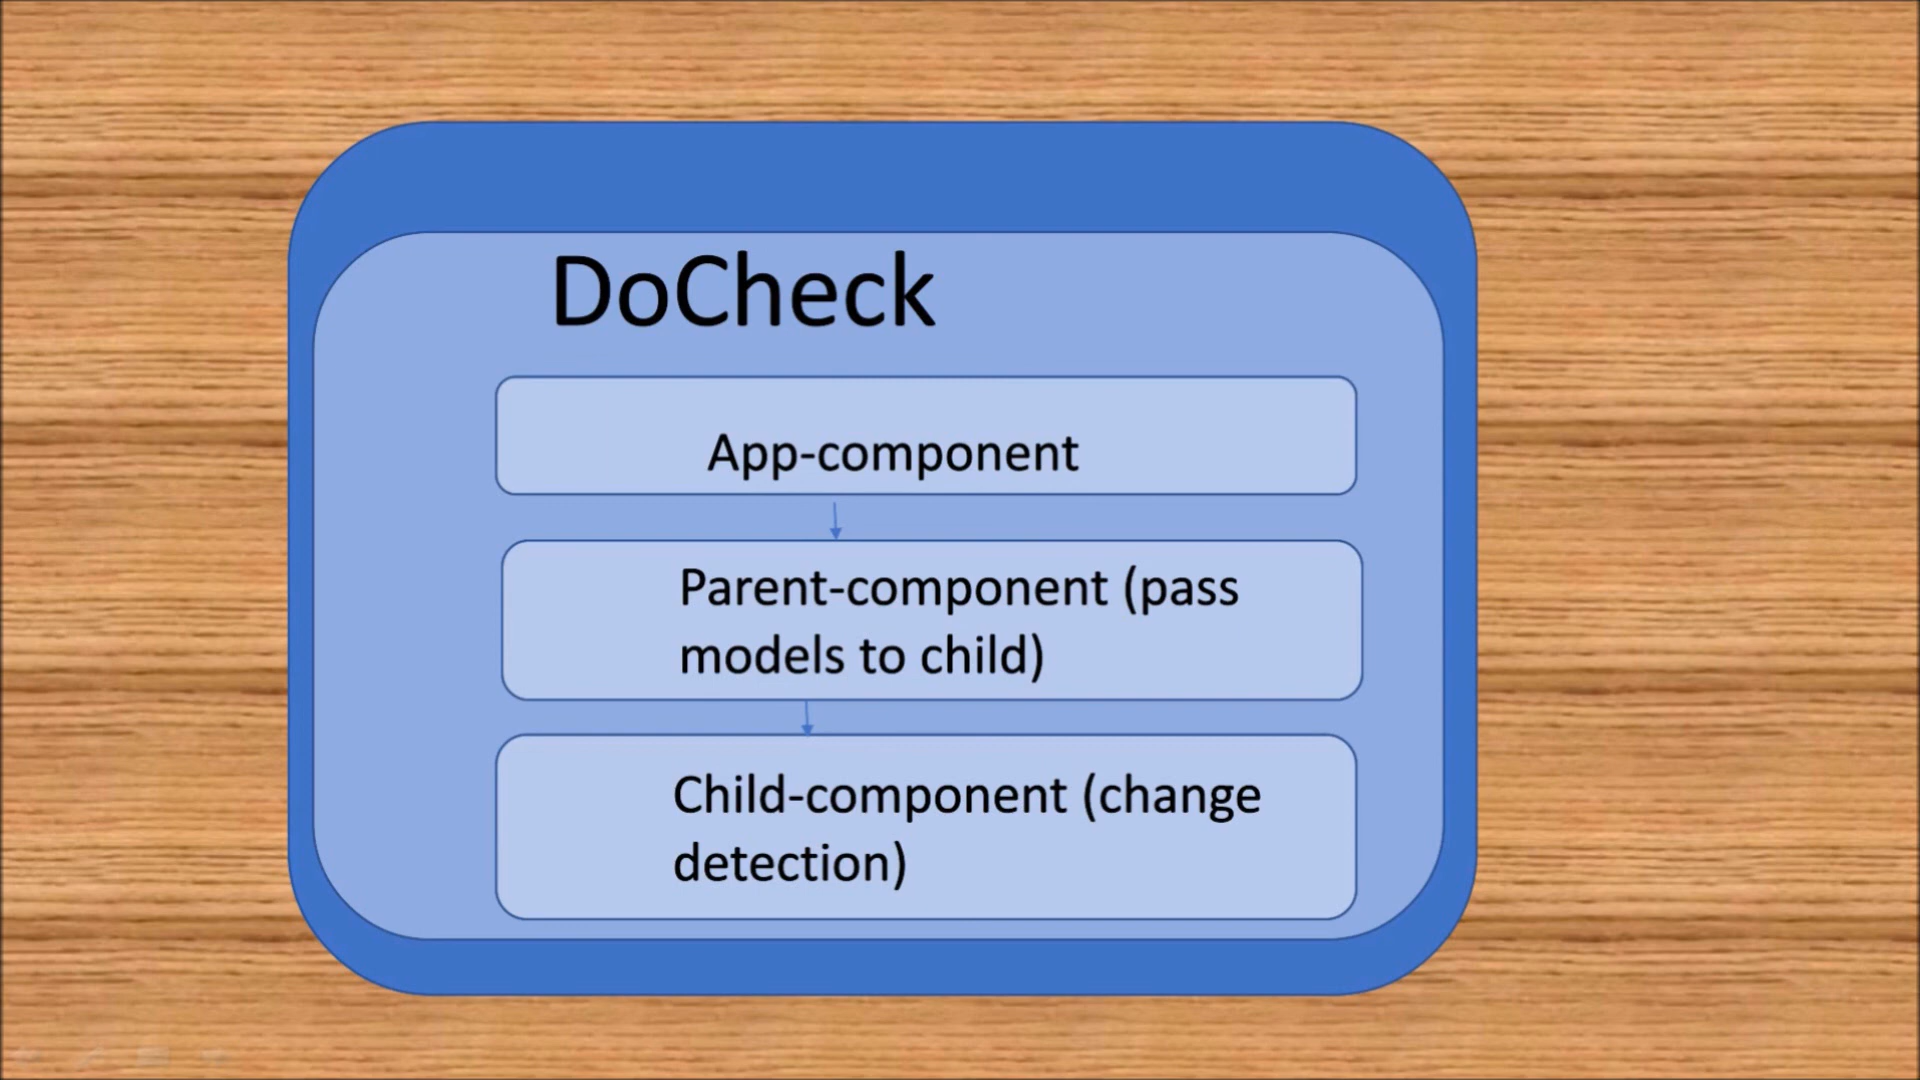 DoCheck
App-component
Parent-component (pass
models to child)
Child-component (change
detection)